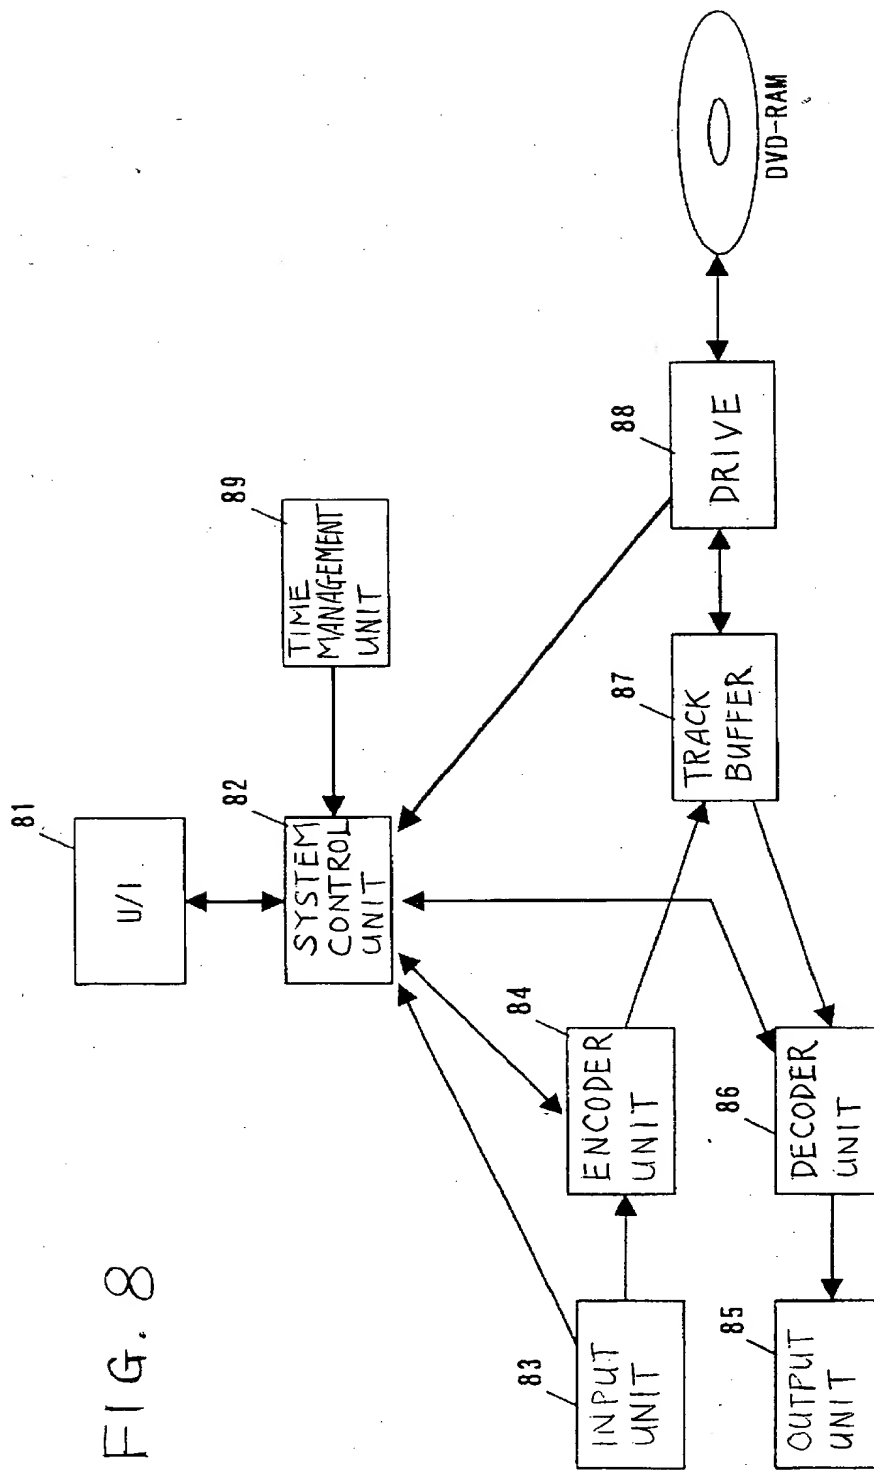 FIG. 8
81
U/I
82
SYSTEM
CONTROL
UNIT
89
TIME
MANAGEMENT
UNIT
83
INPUT
UNIT
84
ENCODER
UNIT
85
OUTPUT
UNIT
86
DECODER
UNIT
87
TRACK
BUFFER
88
DRIVE
DVD-RAM